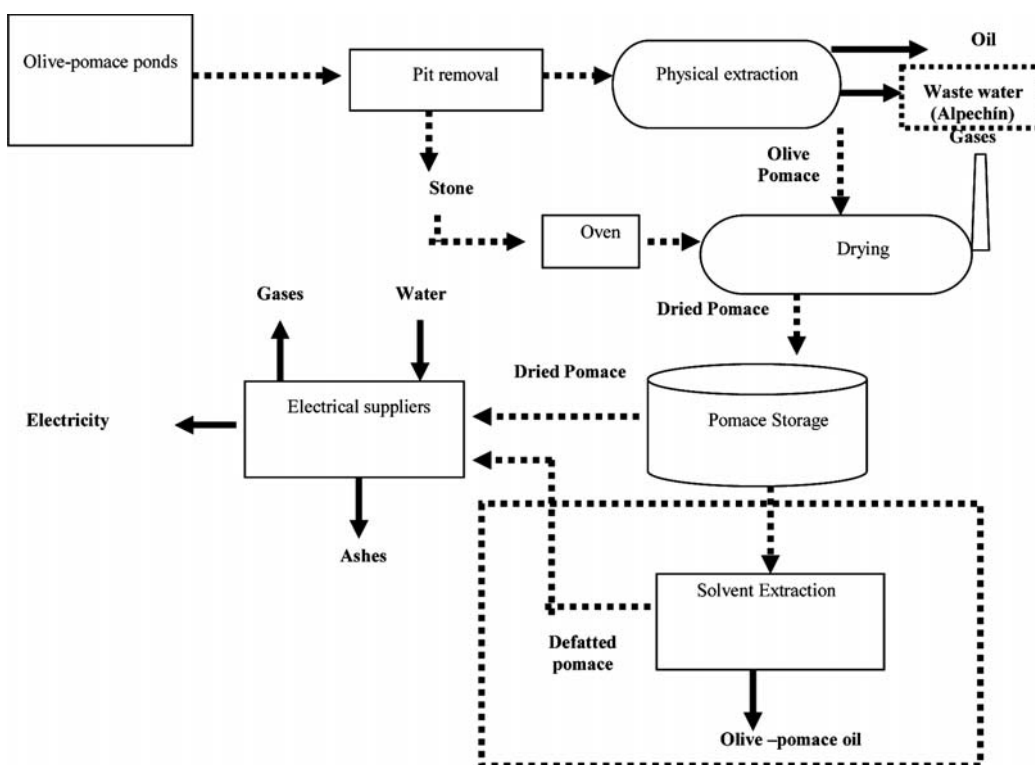 Olive-pomace ponds
Pit removal
Physical extraction
Oil
Waste water
(Alpechín)
Gases
Olive
Pomace
Stone
Oven
Drying
Gases
Water
Dried Pomace
Dried Pomace
Electrical suppliers
Pomace Storage
Electricity
Ashes
Solvent Extraction
Defatted
pomace
Olive –pomace oil